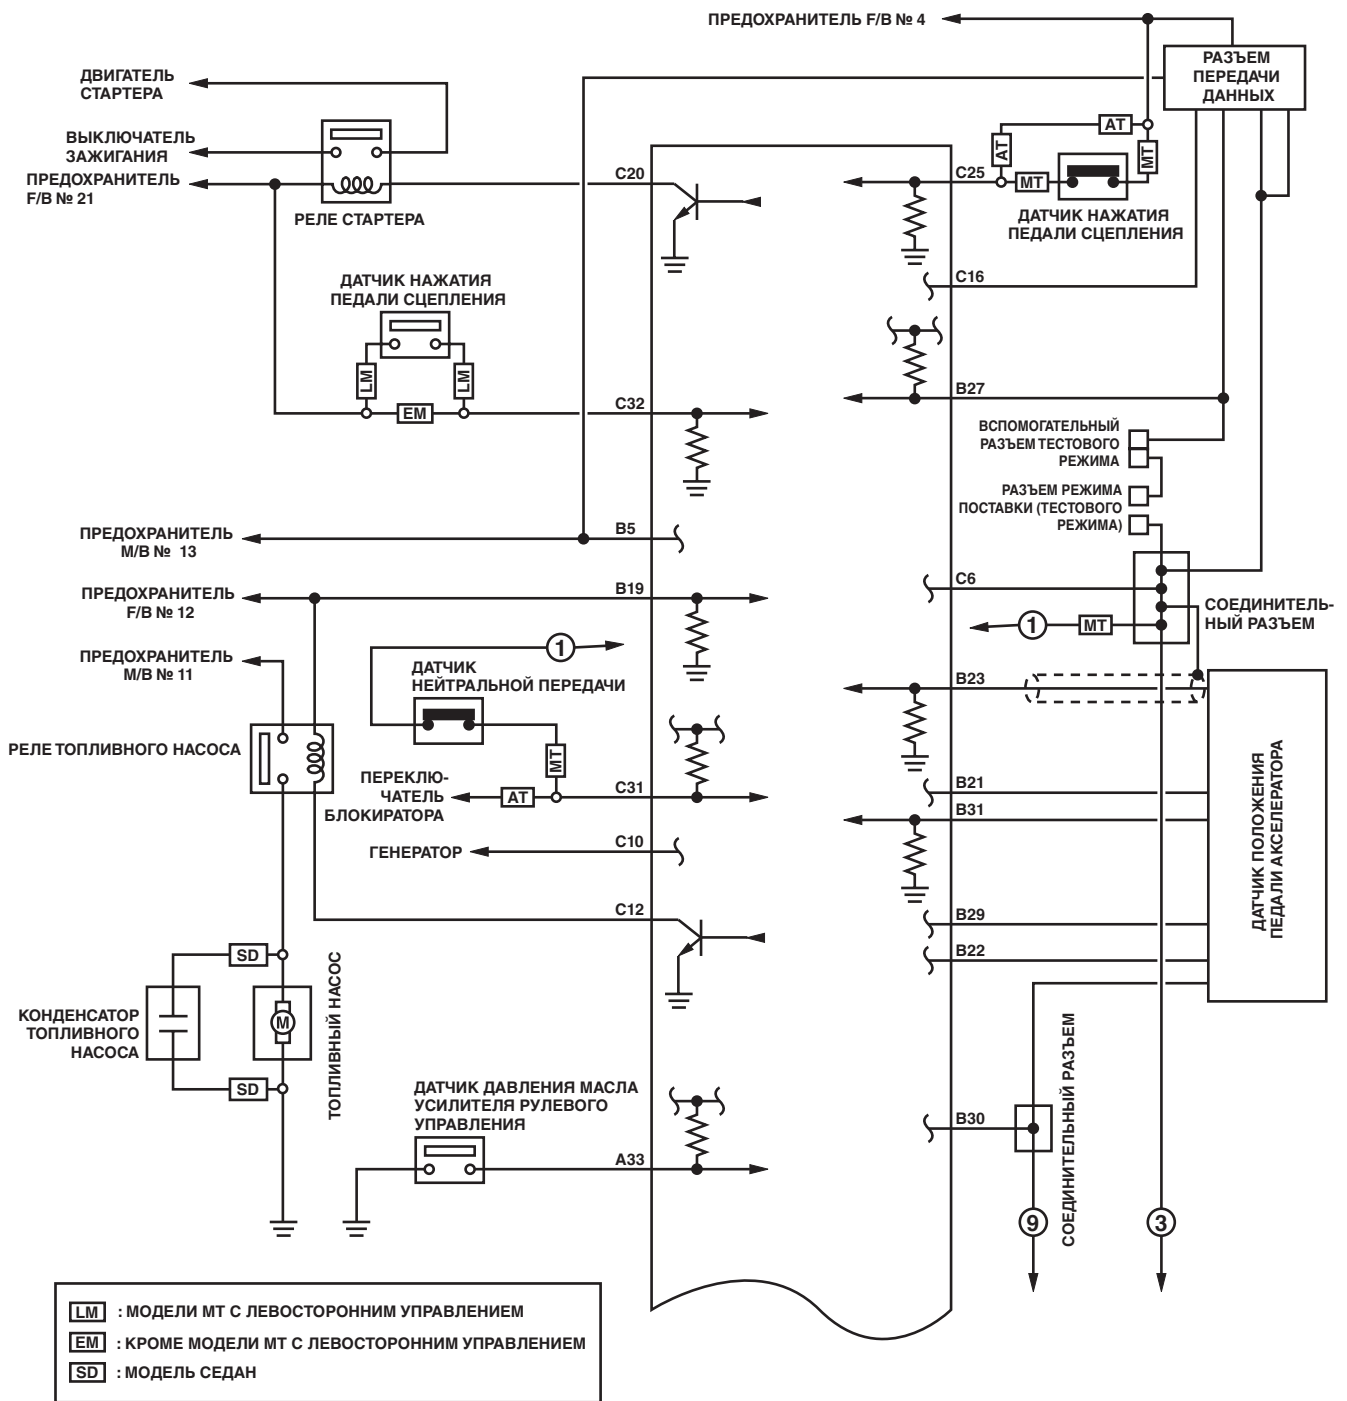 ПРЕДОХРАНИТЕЛЬ F/B № 4
РАЗЪЕМ
ПЕРЕДАЧИ
ДАННЫХ
ДВИГАТЕЛЬ
СТАРТЕРА
ВЫКЛЮЧАТЕЛЬ
ЗАЖИГАНИЯ
ПРЕДОХРАНИТЕЛЬ
F/B № 21
РЕЛЕ СТАРТЕРА
C20
C25
AT
AT
MT
MT
ДАТЧИК НАЖАТИЯ
ПЕДАЛИ СЦЕПЛЕНИЯ
C16
ДАТЧИК НАЖАТИЯ
ПЕДАЛИ СЦЕПЛЕНИЯ
LM
LM
EM
C32
B27
ВСПОМОГАТЕЛЬНЫЙ
РАЗЪЕМ ТЕСТОВОГО
РЕЖИМА
РАЗЪЕМ РЕЖИМА
ПОСТАВКИ (ТЕСТОВОГО
РЕЖИМА)
ПРЕДОХРАНИТЕЛЬ
M/B № 13
B5
C6
ПРЕДОХРАНИТЕЛЬ
F/B № 12
B19
СОЕДИНИТЕЛЬ-
НЫЙ РАЗЪЕМ
1
MT
ПРЕДОХРАНИТЕЛЬ
M/B № 11
1
ДАТЧИК
НЕЙТРАЛЬНОЙ ПЕРЕДАЧИ
B23
РЕЛЕ ТОПЛИВНОГО НАСОСА
MT
ПЕРЕКЛЮ-
ЧАТЕЛЬ
БЛОКИРАТОРА
AT
C31
B21
B31
ДАТЧИК ПОЛОЖЕНИЯ
ПЕДАЛИ АКСЕЛЕРАТОРА
ГЕНЕРАТОР
C10
C12
B29
B22
SD
КОНДЕНСАТОР
ТОПЛИВНОГО
НАСОСА
M
ТОПЛИВНЫЙ НАСОС
SD
ДАТЧИК ДАВЛЕНИЯ МАСЛА
УСИЛИТЕЛЯ РУЛЕВОГО
УПРАВЛЕНИЯ
A33
B30
СОЕДИНИТЕЛЬНЫЙ РАЗЪЕМ
9
3
LM : МОДЕЛИ МТ С ЛЕВОСТОРОННИМ УПРАВЛЕНИЕМ
EM : КРОМЕ МОДЕЛИ МТ С ЛЕВОСТОРОННИМ УПРАВЛЕНИЕМ
SD : МОДЕЛЬ СЕДАН